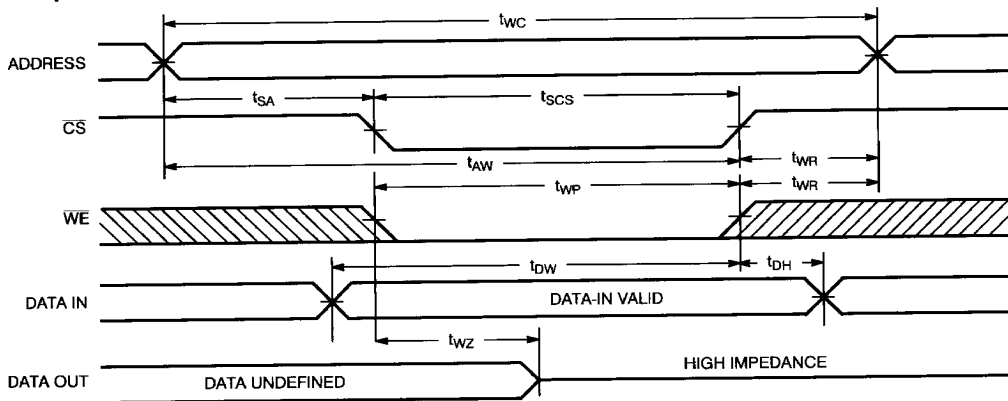 tWC
ADDRESS
tSA
tSCS
CS
tAW
tWR
tWP
tWR
WE
tDW
tDH
DATA IN
DATA-IN VALID
tWZ
DATA OUT
DATA UNDEFINED
HIGH IMPEDANCE